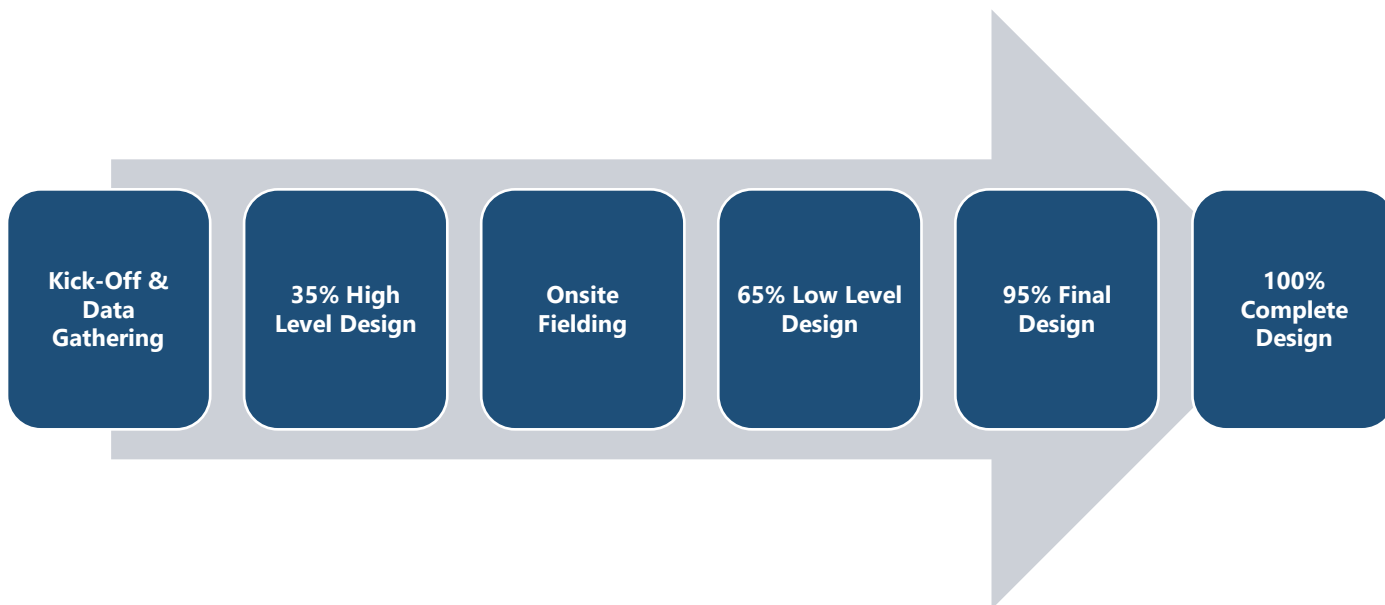 Kick-Off &
Data
Gathering
35% High
Level Design
Onsite
Fielding
65% Low Level
Design
95% Final
Design
100%
Complete
Design